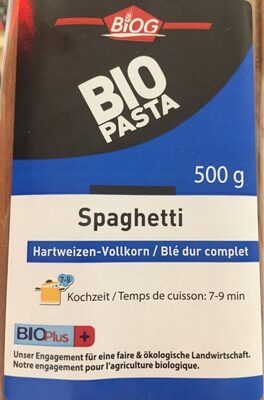 BIOG
BIO
PASTA
500 g
Spaghetti
Hartweizen-Vollkorn / Blé dur complet
7-9
Kochzeit / Temps de cuisson: 7-9 min
BIOPlus +
Unser Engagement für eine faire & ökologische Landwirtschaft.
Notre engagement pour l'agriculture biologique.